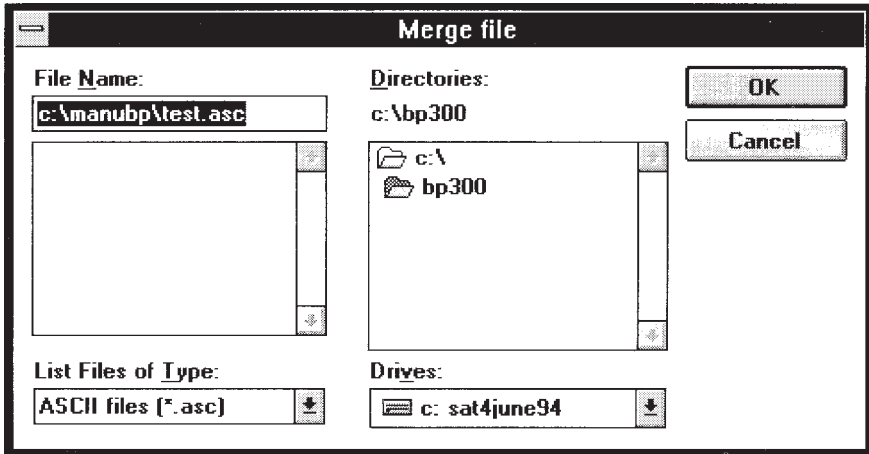 Merge file
File Name:
c:\manubp\test.asc
Directories:
c:\bp300
c:\
bp300
OK
Cancel
List Files of Type:
ASCII files (*.asc)
Drives:
c: sat4june94